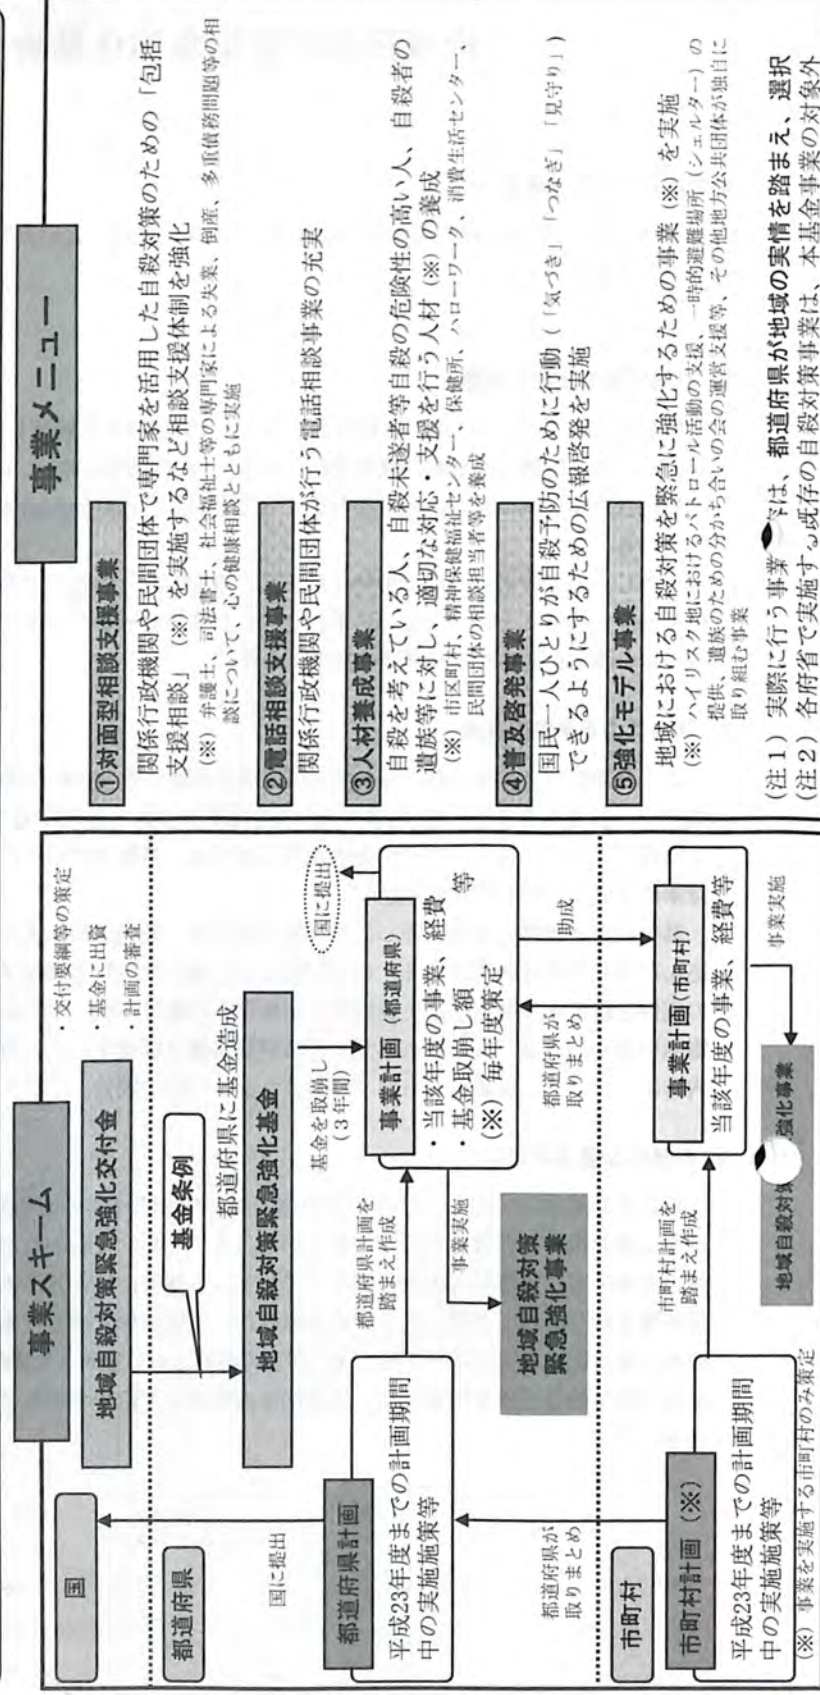 事業スキーム
国
地域自殺対策緊急強化交付金
・交付要綱等の策定
・基金に出資
・計画の審査
都道府県
基金条例
都道府県に基金造成
地域自殺対策緊急強化基金
国に提出
基金を取崩し
(3年間)
国に提出
都道府県計画
平成23年度までの計画期間
中の実施施策等
都道府県計画を
踏まえ作成
事業計画(都道府県)
・当該年度の事業、経費
・基金取崩し額 等
(※)毎年度策定
事業実施
地域自殺対策
緊急強化事業
都道府県が
取りまとめ
都道府県が
取りまとめ
助成
市町村
市町村計画(※)
平成23年度までの計画期間
中の実施施策等
(※)事業を実施する市町村のみ策定
市町村計画を
踏まえ作成
事業計画(市町村)
当該年度の事業、経費等
事業実施
地域自殺対策
強化事業
事業メニュー
①対面型相談支援事業
関係行政機関や民間団体で専門家を活用した自殺対策のための「包括
支援相談」(※)を実施するなど相談支援体制を強化
(※)弁護士、司法書士、社会福祉士等の専門家による失業、倒産、多重債務問題等の相
談について、心の健康相談とともに実施
②電話相談支援事業
関係行政機関や民間団体が行う電話相談事業の充実
③人材養成事業
自殺を考えている人、自殺未遂者等自殺の危険性の高い人、自殺者の
遺族等に対し、適切な対応・支援を行う人材(※)の養成
(※)市区町村、精神保健福祉センター、保健所、ハローワーク、消費生活センター、
民間団体の相談担当者等を養成
④普及啓発事業
国民一人ひとりが自殺予防のために行動(「気づき」「つなぎ」「見守り」)
できるようにするための広報啓発を実施
⑤強化モデル事業
地域における自殺対策を緊急に強化するための事業(※)を実施
(※)ハイリスク地におけるパトロール活動の支援、一時的避難場所(シェルター)の
提供、遺族のための分かち合いの会の運営支援等、その他地方公共団体が独自に
取り組む事業
(注1)実際に行う事業は、都道府県が地域の実情を踏まえ、選択
(注2)各府省で実施する既存の自殺対策事業は、本基金事業の対象外